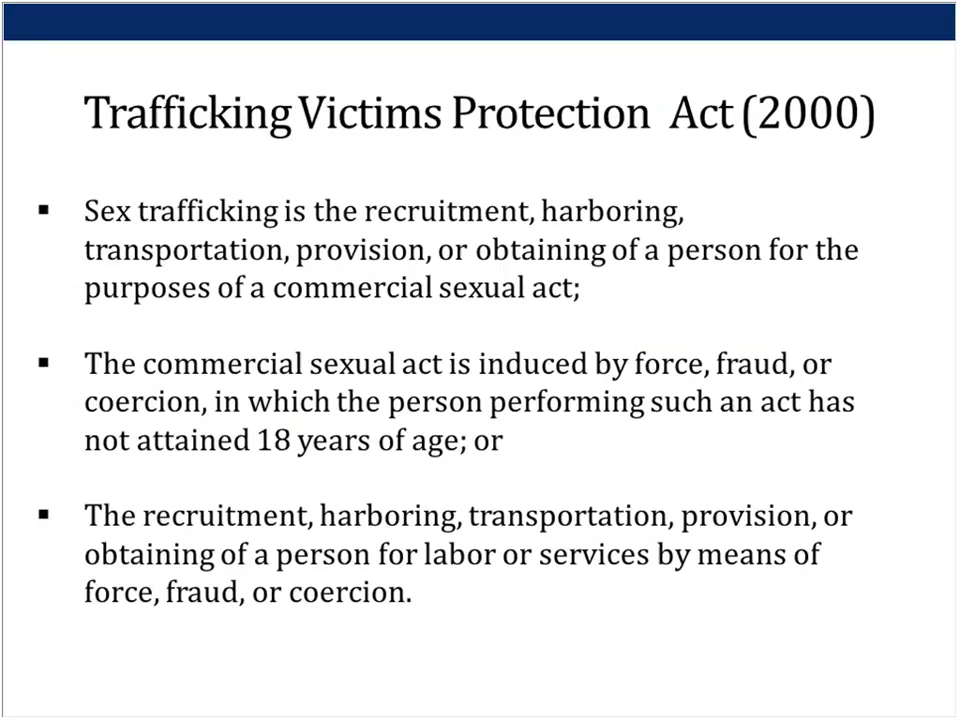 Trafficking Victims Protection Act (2000)
▪ Sex trafficking is the recruitment, harboring,
transportation, provision, or obtaining of a person for the
purposes of a commercial sexual act;
▪ The commercial sexual act is induced by force, fraud, or
coercion, in which the person performing such an act has
not attained 18 years of age; or
▪ The recruitment, harboring, transportation, provision, or
obtaining of a person for labor or services by means of
force, fraud, or coercion.